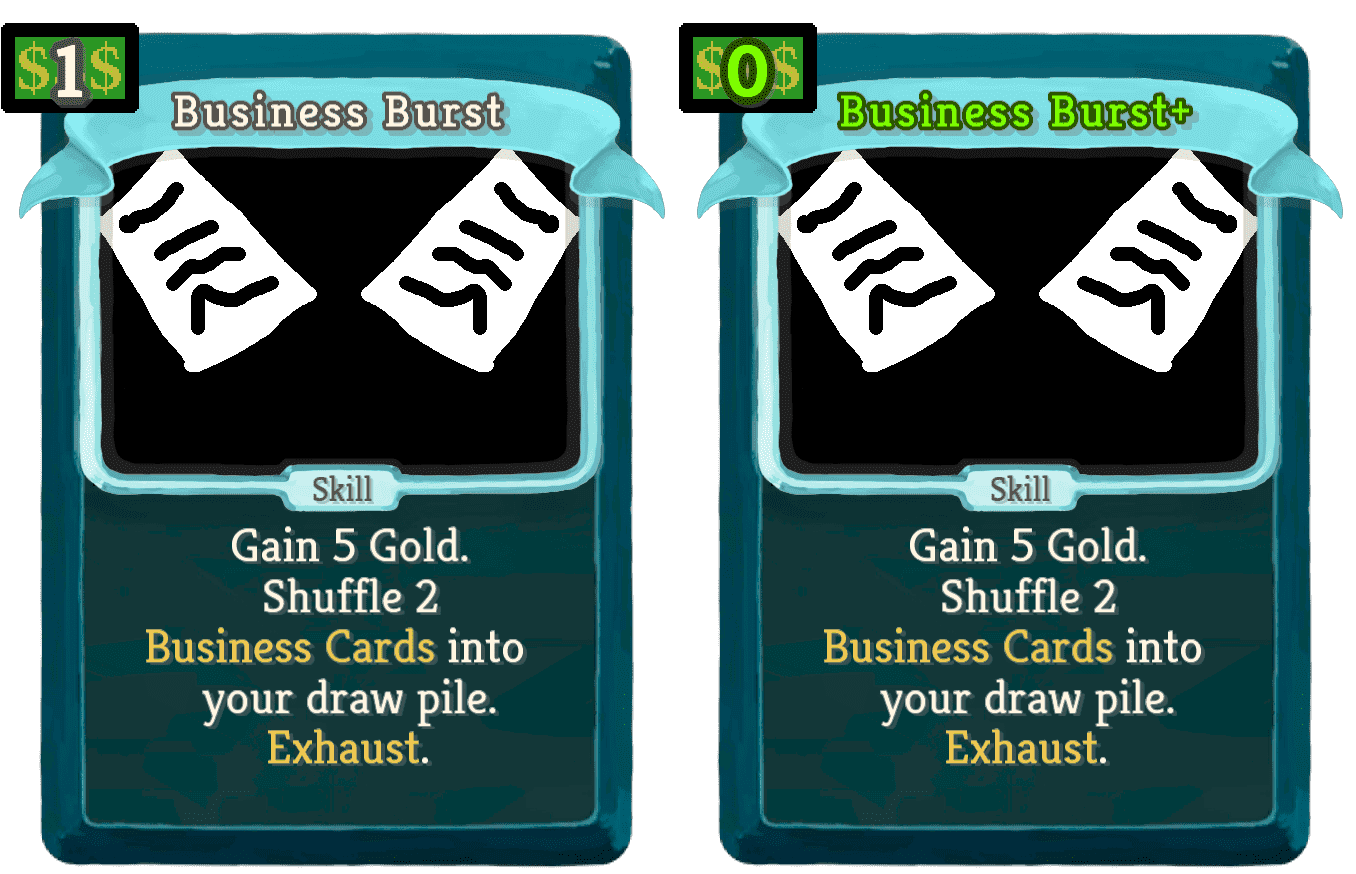 $1$
Business Burst
Skill
Gain 5 Gold.
Shuffle 2
Business Cards into
your draw pile.
Exhaust.
$0$
Business Burst+
Skill
Gain 5 Gold.
Shuffle 2
Business Cards into
your draw pile.
Exhaust.